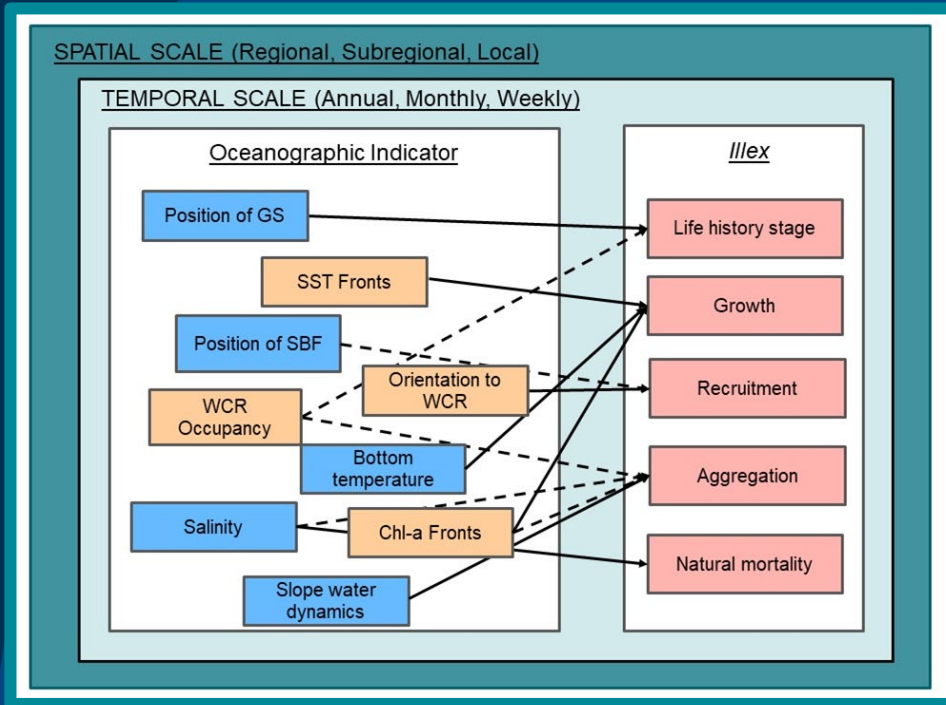 SPATIAL SCALE (Regional, Subregional, Local)
TEMPORAL SCALE (Annual, Monthly, Weekly)
Oceanographic Indicator
Position of GS
SST Fronts
Position of SBF
Orientation to
WCR
WCR
Occupancy
Bottom
temperature
Salinity
Chl-a Fronts
Slope water
dynamics
Illex
Life history stage
Growth
Recruitment
Aggregation
Natural mortality